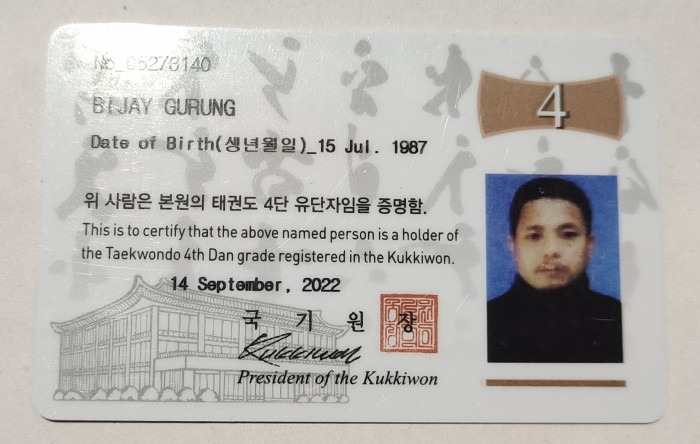 No_05278140
BIJAY GURUNG
4
Date of Birth(생년월일)_15 Jul. 1987
위 사람은 본원의 태권도 4단 유단자임을 증명함.
This is to certify that the above named person is a holder of
the Taekwondo 4th Dan grade registered in the Kukkiwon.
14 September, 2022
국 기 원 장
Kukkiwon
President of the Kukkiwon